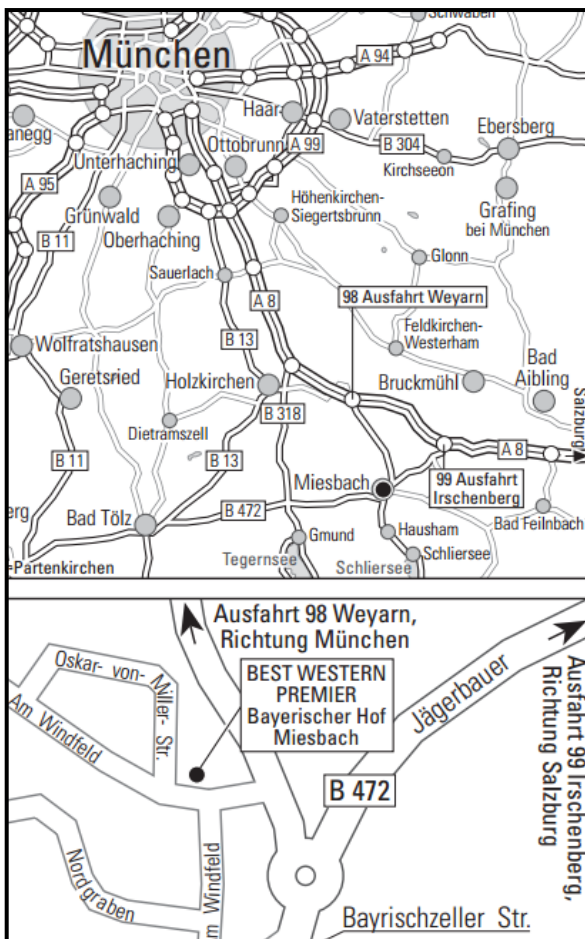 Schwaben
München
A 94
Haar
Vaterstetten
anegg
Ottobrunn
A 99
B 304
Ebersberg
Unterhaching
Kirchseeon
A 95
Grünwald
Höhenkirchen-
Siegertsbrunn
Grafing
bei München
B 11
Oberhaching
Sauerlach
Glonn
A 8
98 Ausfahrt Weyarn
B 13
Feldkirchen-
Westerham
Wolfratshausen
Bad
Aibling
Geretsried
Holzkirchen
Bruckmühl
Salzburg
B 318
Dietramszell
B 11
B 13
A 8
Miesbach
99 Ausfahrt
Irschenberg
B 472
erg
Bad Tölz
Bad Feilnbach
Gmund
Hausham
Tegernsee
Schliersee
-Partenkirchen
Schliersee
Ausfahrt 98 Weyarn,
Richtung München
Oskar-von-
Miller-Str.
Am Windfeld
BEST WESTERN
PREMIER
Bayerischer Hof
Miesbach
Jägerbauer
Ausfahrt 99 Irschenberg,
Richtung Salzburg
B 472
Nordgraben
m Windfeld
Bayrischzeller Str.